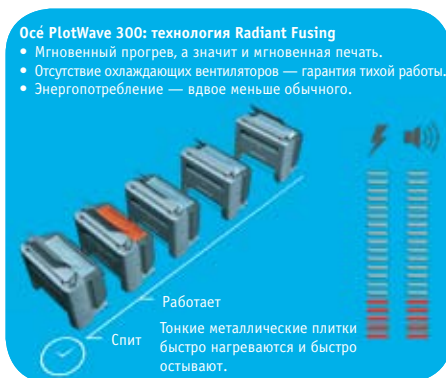 Océ PlotWave 300: технология Radiant Fusing
• Мгновенный прогрев, а значит и мгновенная печать.
• Отсутствие охлаждающих вентиляторов — гарантия тихой работы.
• Энергопотребление — вдвое меньше обычного.
Работает
Спит
Тонкие металлические плитки
быстро нагреваются и быстро
остывают.